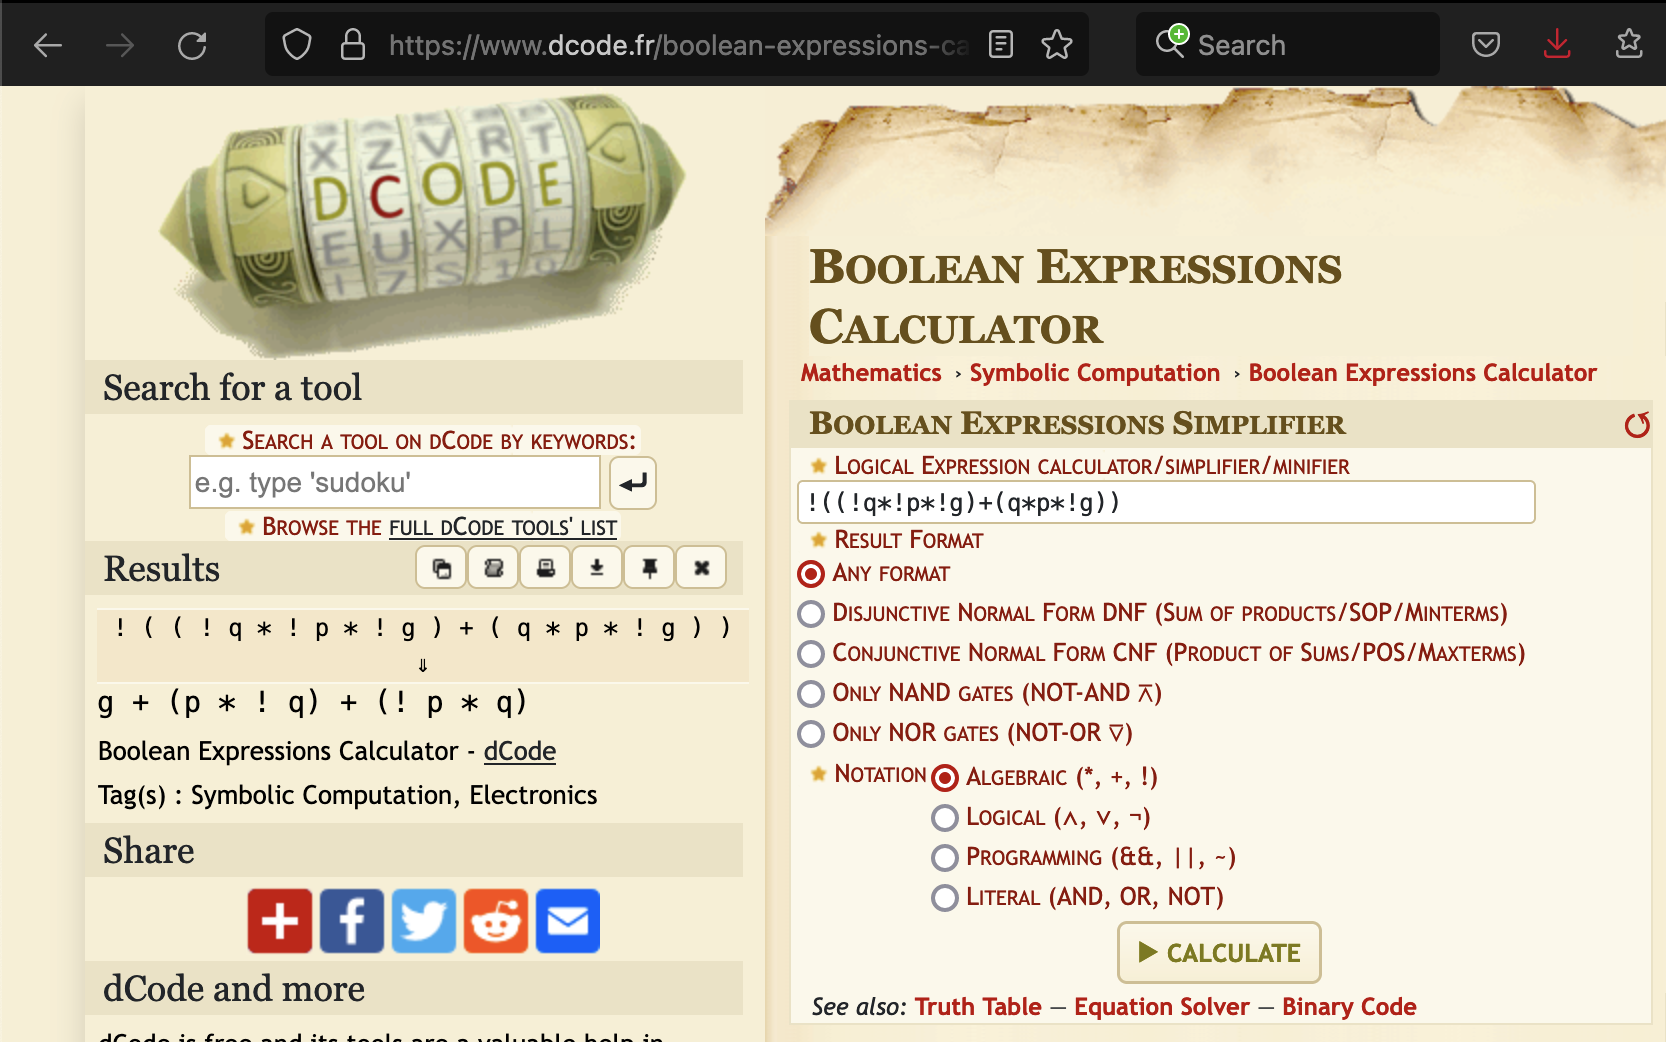 https://www.dcode.fr/boolean-expressions-ca
Search
X Z V R T
D C O D E
E U X P L
I 7 S 1 0
Search for a tool
Search a tool on dCode by keywords:
e.g. type 'sudoku'
Browse the full dCode tools' list
Results
! ( ( ! q * ! p * ! g ) + ( q * p * ! g ) )
⇓
g + (p * ! q) + (! p * q)
Boolean Expressions Calculator - dCode
Tag(s) : Symbolic Computation, Electronics
Share
dCode and more
Boolean Expressions
Calculator
Mathematics › Symbolic Computation › Boolean Expressions Calculator
Boolean Expressions Simplifier
Logical Expression calculator/simplifier/minifier
!((!q*!p*!g)+(q*p*!g))
Result Format
Any format
Disjunctive Normal Form DNF (Sum of products/SOP/Minterms)
Conjunctive Normal Form CNF (Product of Sums/POS/Maxterms)
Only NAND gates (NOT-AND ⊼)
Only NOR gates (NOT-OR ⊽)
Notation Algebraic (*, +, !)
Logical (∧, ∨, ¬)
Programming (&&, ||, ~)
Literal (AND, OR, NOT)
▶ CALCULATE
See also: Truth Table — Equation Solver — Binary Code